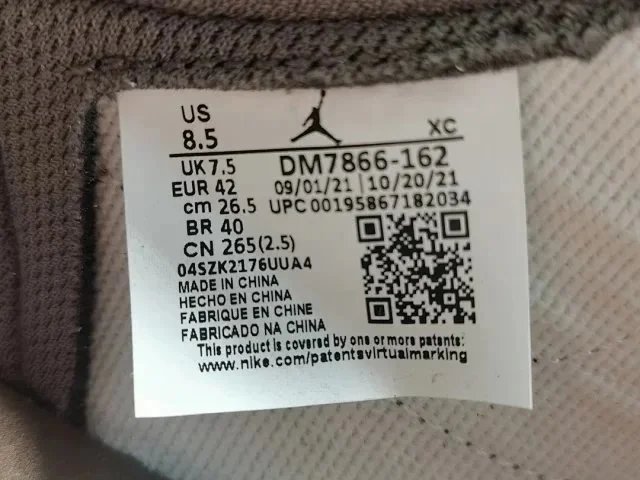 US
8.5
XC
UK 7.5
DM7866-162
EUR 42
09/01/21 | 10/20/21
cm 26.5
UPC 00195867182034
BR 40
CN 265(2.5)
04SZK2176UUA4
MADE IN CHINA
HECHO EN CHINA
FABRIQUE EN CHINE
FABRICADO NA CHINA
This product is covered by one or more patents:
www.nike.com/patentsvirtualmarking